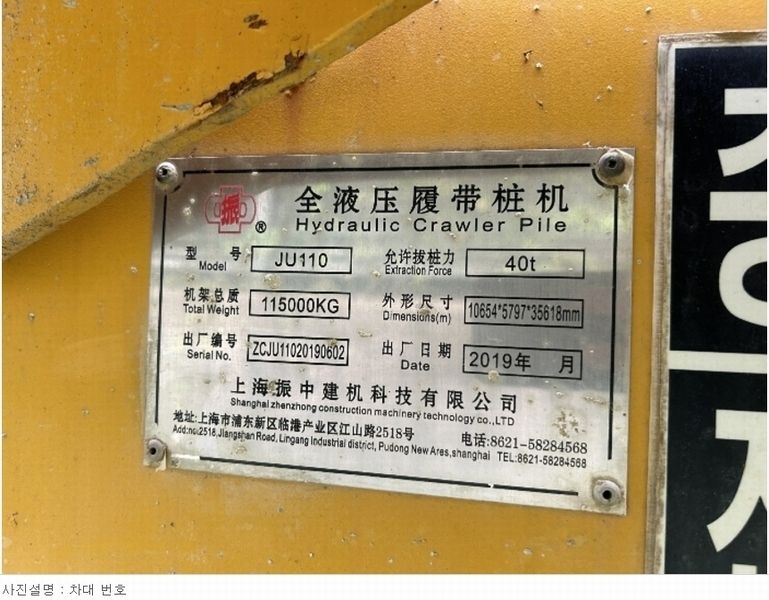 振 ®
全液压履带桩机
Hydraulic Crawler Pile
型 号 JU110 允许拔桩力 40t
Model Extraction Force
机架总质 115000KG 外形尺寸 10654*5797*35618mm
Total Weight Dimensions(m)
出厂编号 ZCJU11020190602 出厂日期 2019年 月
Serial No. Date
上海振中建机科技有限公司
Shanghai zhenzhong construction machinery technology co.,LTD
地址:上海市浦东新区临港产业区江山路2518号 电话:8621-58284568
Add:no2518,Jiangshan Road, Lingang Industrial district, Pudong New Ares,shanghai TEL:8621-58284568
사진설명 : 차대 번호